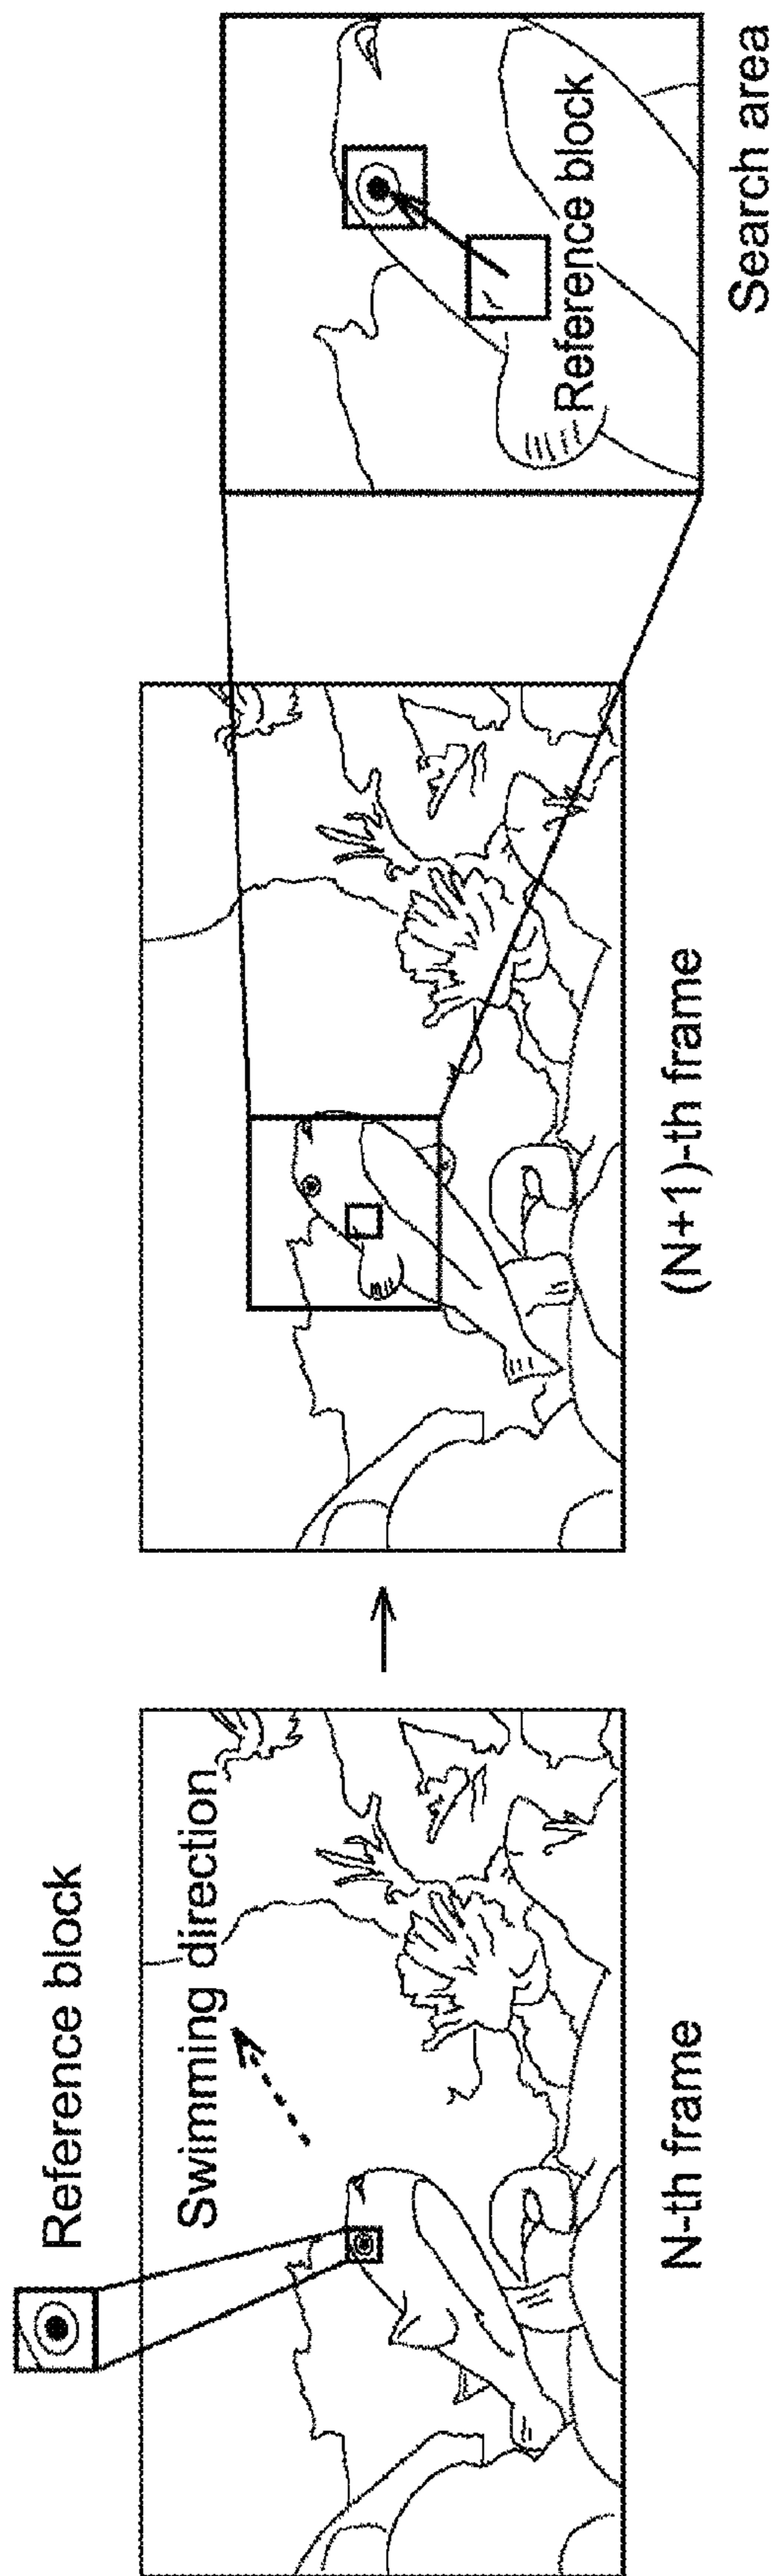 Reference block
Swimming direction
N-th frame
(N+1)-th frame
Reference block
Search area